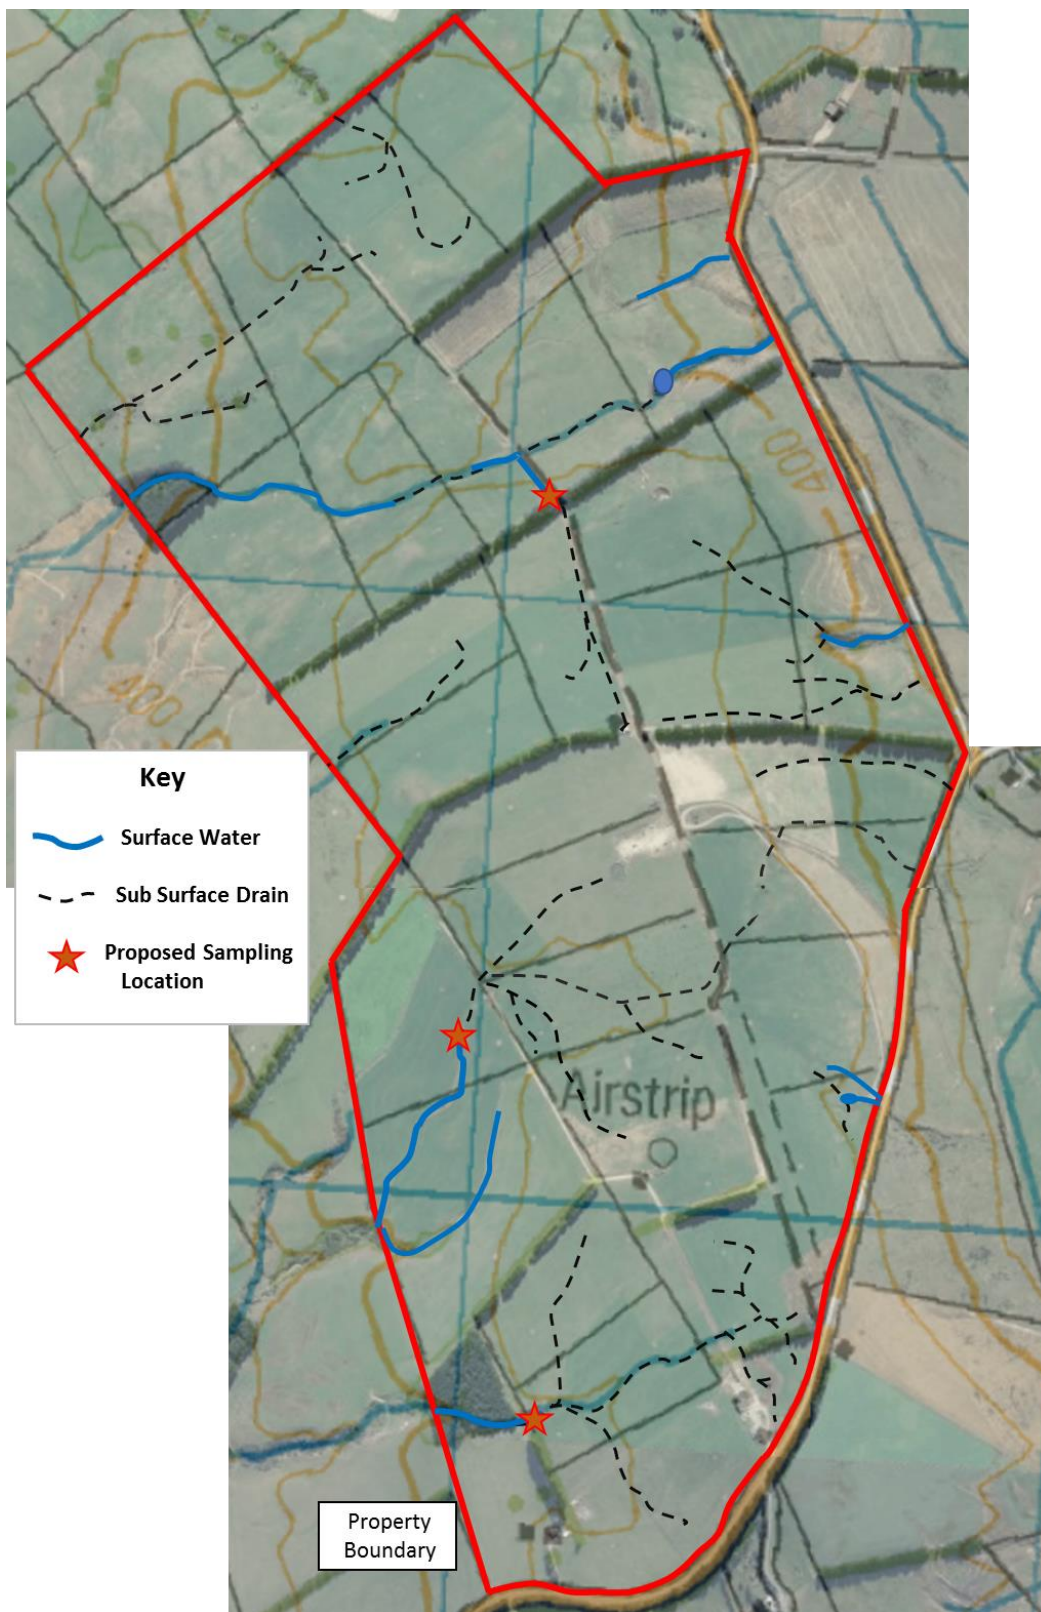 400
400
Key
Surface Water
Sub Surface Drain
Proposed Sampling
Location
Airstrip
Property
Boundary